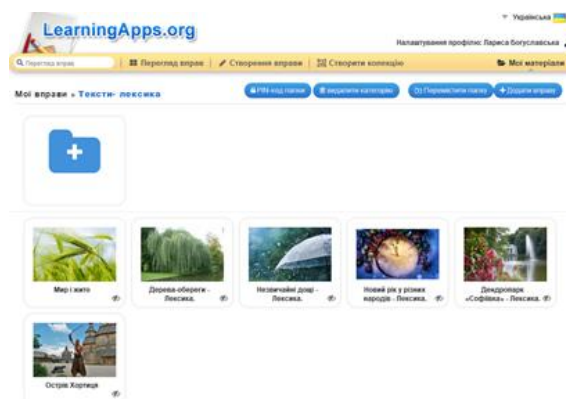 Українська
LearningApps.org
Налаштування профілю: Лариса Богуславська
Перегляд вправ
Перегляд вправ
Створення вправи
Створити колекцію
Мої матеріали
Мої вправи » Тексти- лексика
PIN-код папки
видалити категорію
Перемістити папку
Додати вправу
Мир і жито
Дерева-обереги -
Лексика.
Незвичайні дощі -
Лексика.
Новий рік у різних
народів - Лексика.
Дендропарк
«Софіївка» - Лексика.
Острів Хортиця